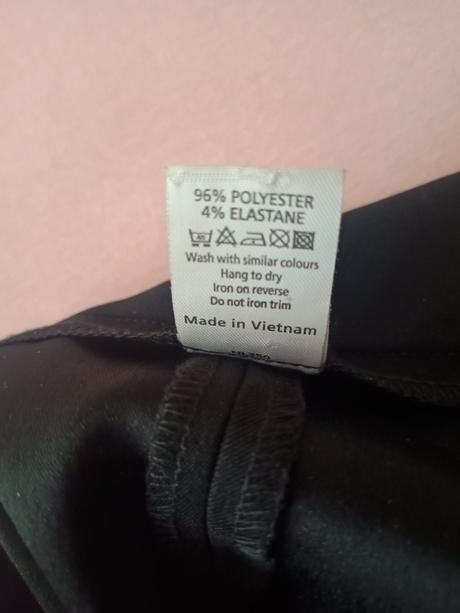 96% POLYESTER
4% ELASTANE
40
Wash with similar colours
Hang to dry
Iron on reverse
Do not iron trim
Made in Vietnam